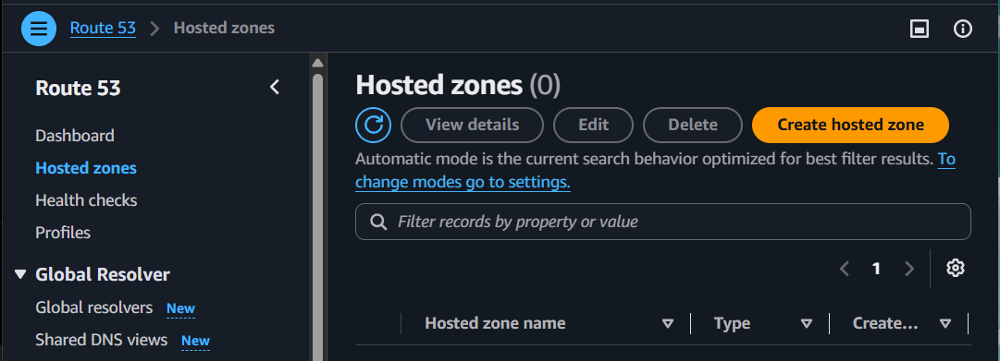 Route 53 > Hosted zones
Route 53
Dashboard
Hosted zones
Health checks
Profiles
Global Resolver
Global resolvers New
Shared DNS views New
Hosted zones (0)
View details Edit Delete Create hosted zone
Automatic mode is the current search behavior optimized for best filter results. To
change modes go to settings.
Filter records by property or value
1
Hosted zone name Type Create...